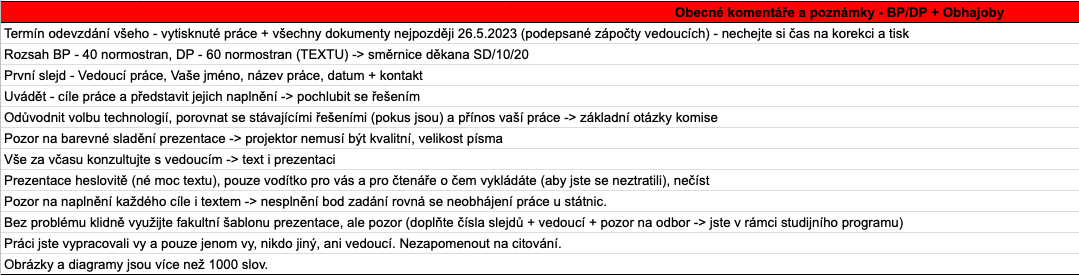 Obecné komentáře a poznámky - BP/DP + Obhajoby
Termín odevzdání všeho - vytisknuté práce + všechny dokumenty nejpozději 26.5.2023 (podepsané zápočty vedoucích) - nechejte si čas na korekci a tisk
Rozsah BP - 40 normostran, DP - 60 normostran (TEXTU) -> směrnice děkana SD/10/20
První slejd - Vedoucí práce, Vaše jméno, název práce, datum + kontakt
Uvádět - cíle práce a představit jejich naplnění -> pochlubit se řešením
Odůvodnit volbu technologií, porovnat se stávajícími řešeními (pokus jsou) a přínos vaší práce -> základní otázky komise
Pozor na barevné sladění prezentace -> projektor nemusí být kvalitní, velikost písma
Vše za včasu konzultujte s vedoucím -> text i prezentaci
Prezentace heslovitě (né moc textu), pouze vodítko pro vás a pro čtenáře o čem vykládáte (aby jste se neztratili), nečíst
Pozor na naplnění každého cíle i textem -> nesplnění bod zadání rovná se neobhájení práce u státnic.
Bez problému klidně využijte fakultní šablonu prezentace, ale pozor (doplňte čísla slejdů + vedoucí + pozor na odbor -> jste v rámci studijního programu)
Práci jste vypracovali vy a pouze jenom vy, nikdo jiný, ani vedoucí. Nezapomenout na citování.
Obrázky a diagramy jsou více než 1000 slov.